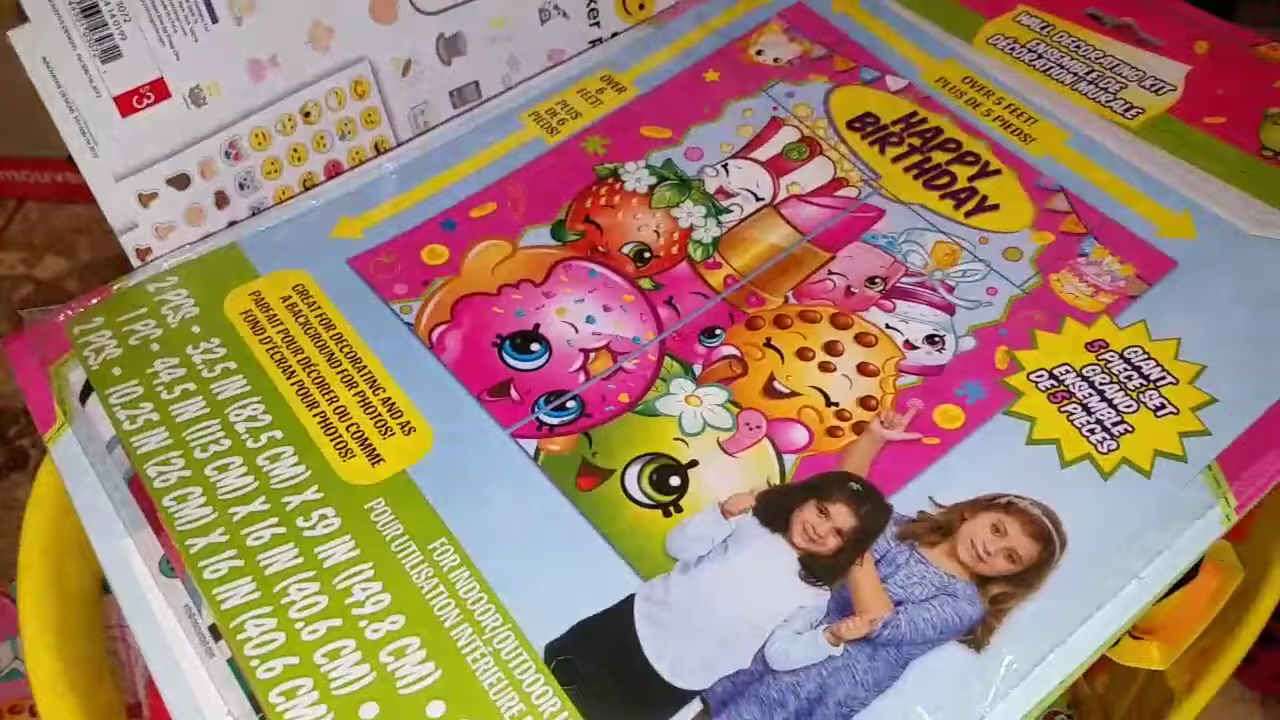 $3
ker
OVER
6
FEET!
PLUS
DE 6
PIEDS!
OVER 5 FEET!
PLUS DE 5 PIEDS!
WALL DECORATING KIT
ENSEMBLE DE
DÉCORATION MURALE
HAPPY
BIRTHDAY
GIANT
5 PIECE SET
GRAND
ENSEMBLE
DE 5 PIÈCES
GREAT FOR DECORATING AND AS
A BACKGROUND FOR PHOTOS!
PARFAIT POUR DÉCORER OU COMME
FOND D'ÉCRAN POUR PHOTOS!
2 PCS. - 32.5 IN (82.5 CM) X 59 IN (149.8 CM) •
1 PC - 44.5 IN (113 CM) X 16 IN (40.6 CM) •
2 PCS - 10.25 IN (26 CM) X 16 IN (40.6 CM)
FOR INDOOR/OUTDOOR
POUR UTILISATION INTÉRIEURE